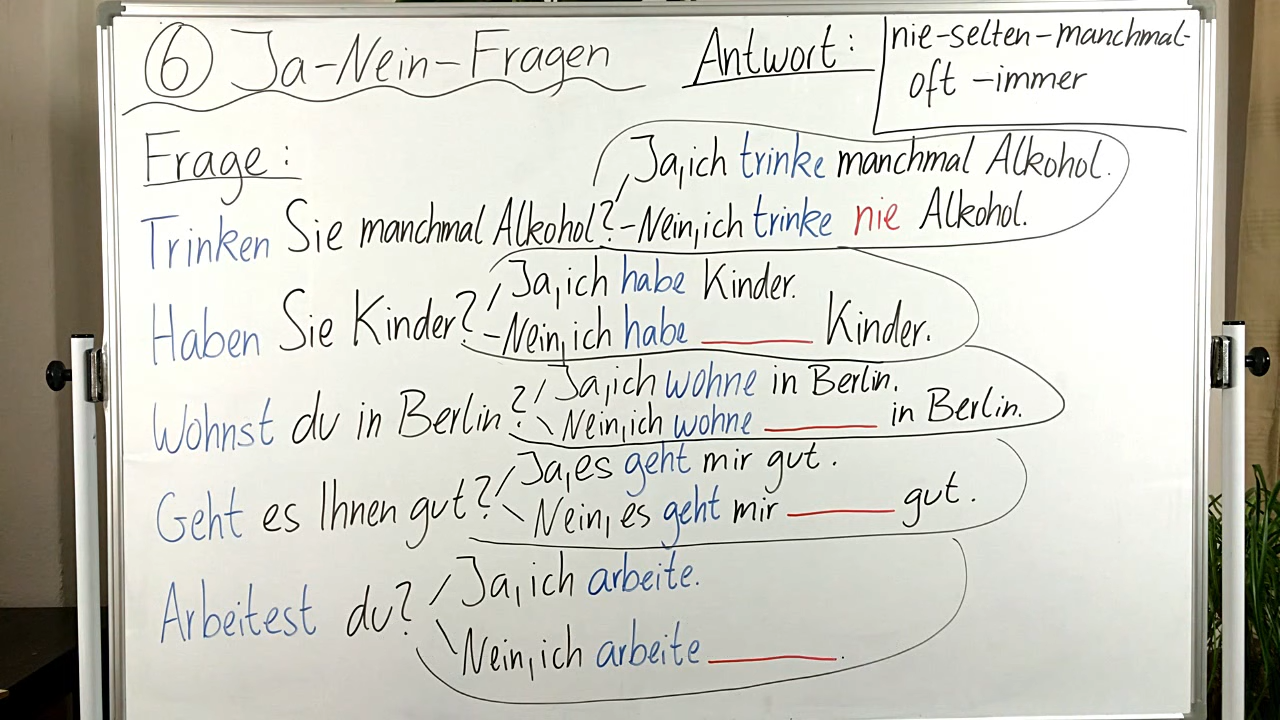 6 Ja-Nein-Fragen
Antwort:
nie-selten-manchmal-
oft-immer
Frage:
Trinken Sie manchmal Alkohol?
Ja, ich trinke manchmal Alkohol.
-Nein, ich trinke nie Alkohol.
Haben Sie Kinder?
Ja, ich habe Kinder.
-Nein, ich habe ______ Kinder.
Wohnst du in Berlin?
Ja, ich wohne in Berlin.
Nein, ich wohne ______ in Berlin.
Geht es Ihnen gut?
Ja, es geht mir gut.
Nein, es geht mir ______ gut.
Arbeitest du?
Ja, ich arbeite.
Nein, ich arbeite ______.